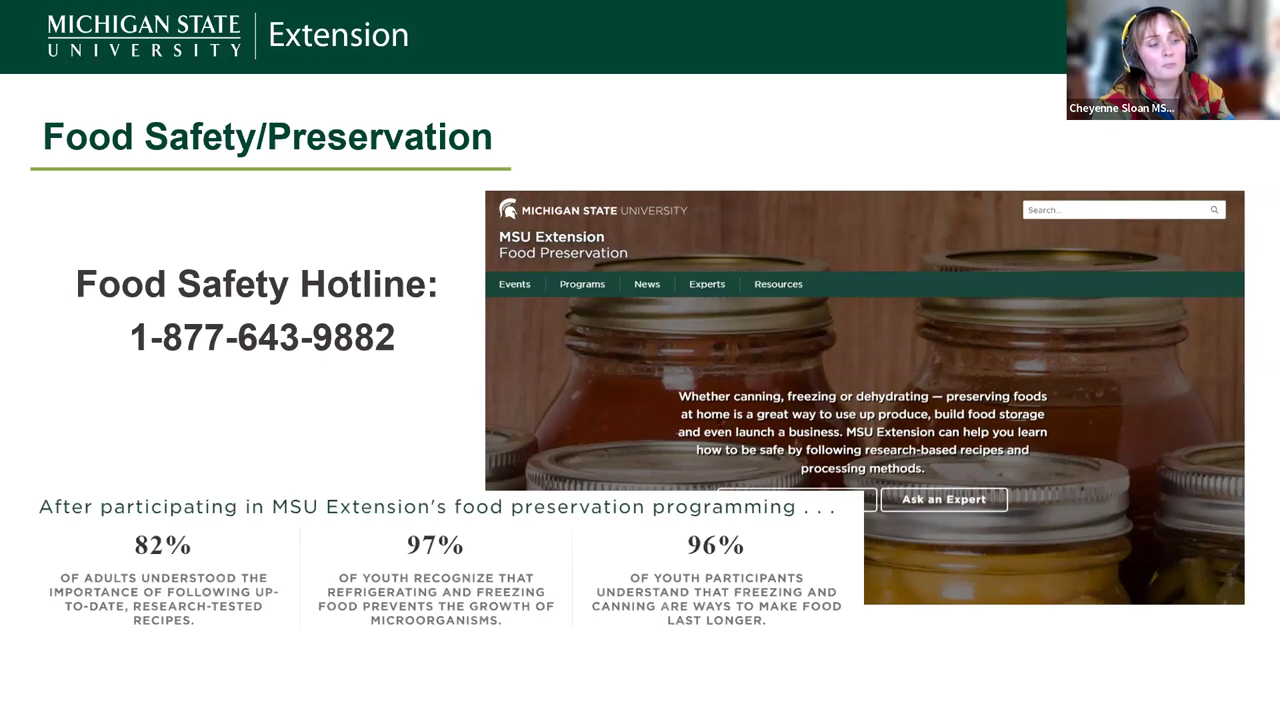 MICHIGAN STATE
UNIVERSITY
Extension
Cheyenne Sloan MS...
Food Safety/Preservation
Food Safety Hotline:
1-877-643-9882
MICHIGAN STATE UNIVERSITY
Search...
MSU Extension
Food Preservation
Events
Programs
News
Experts
Resources
Whether canning, freezing or dehydrating — preserving foods
at home is a great way to use up produce, build food storage
and even launch a business. MSU Extension can help you learn
how to be safe by following research-based recipes and
processing methods.
Ask an Expert
After participating in MSU Extension's food preservation programming . . .
82%
OF ADULTS UNDERSTOOD THE
IMPORTANCE OF FOLLOWING UP-
TO-DATE, RESEARCH-TESTED
RECIPES.
97%
OF YOUTH RECOGNIZE THAT
REFRIGERATING AND FREEZING
FOOD PREVENTS THE GROWTH OF
MICROORGANISMS.
96%
OF YOUTH PARTICIPANTS
UNDERSTAND THAT FREEZING AND
CANNING ARE WAYS TO MAKE FOOD
LAST LONGER.